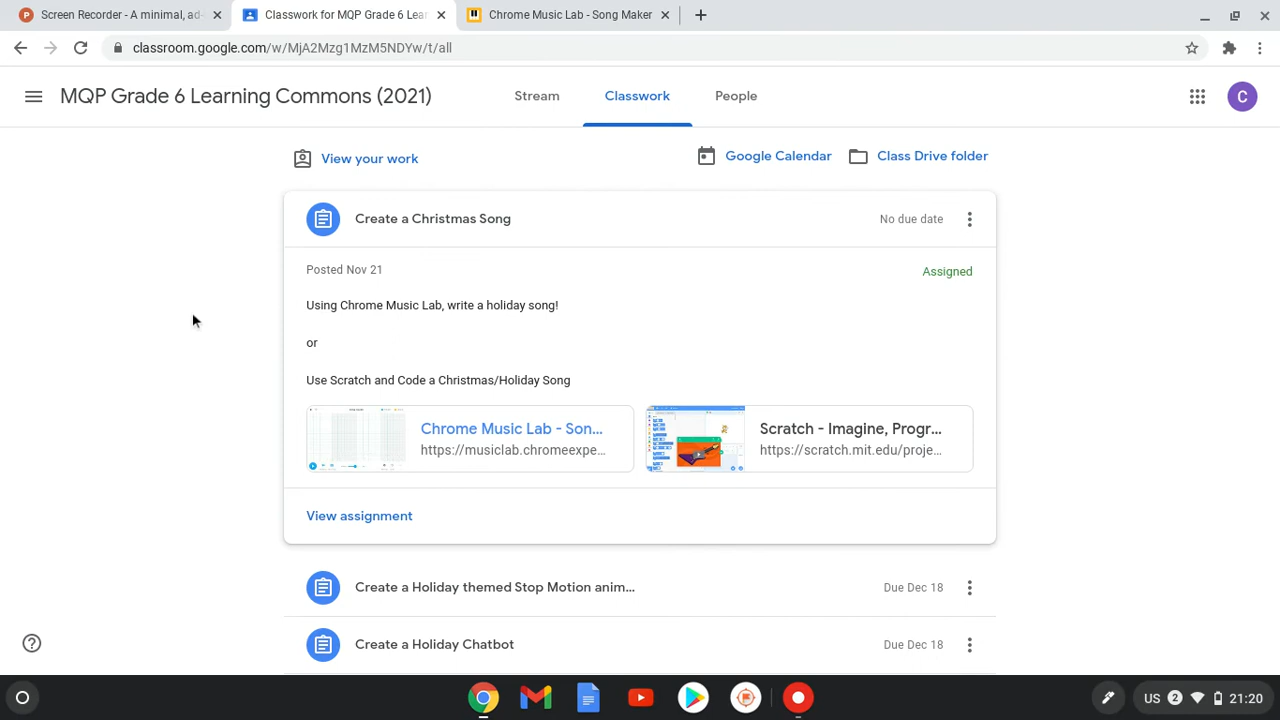 Screen Recorder - A minimal, ad-
Classwork for MQP Grade 6 Lea
Chrome Music Lab - Song Maker
classroom.google.com/w/MjA2Mzg1MzM5NDYw/t/all
MQP Grade 6 Learning Commons (2021)
Stream
Classwork
People
C
View your work
Google Calendar
Class Drive folder
Create a Christmas Song
No due date
Posted Nov 21
Assigned
Using Chrome Music Lab, write a holiday song!
or
Use Scratch and Code a Christmas/Holiday Song
Chrome Music Lab - Son...
https://musiclab.chromeexpe...
Scratch - Imagine, Progr...
https://scratch.mit.edu/proje...
View assignment
Create a Holiday themed Stop Motion anim...
Due Dec 18
Create a Holiday Chatbot
Due Dec 18
US 2 21:20